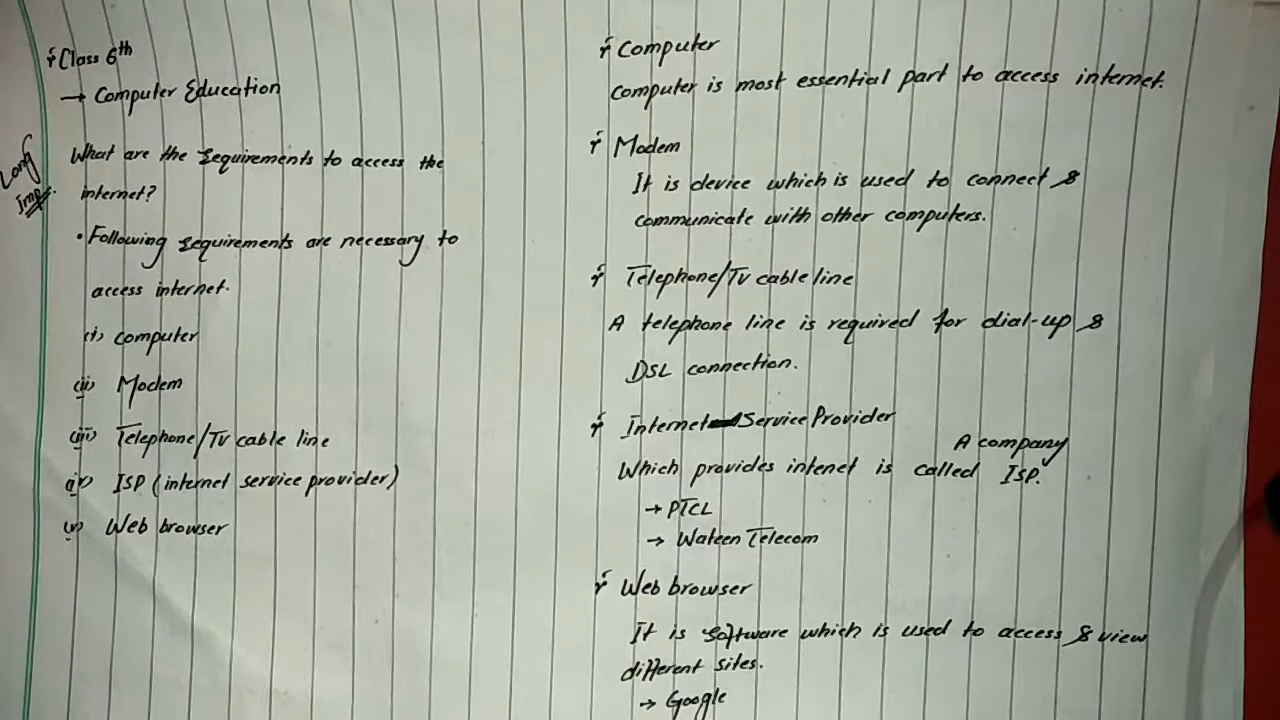 Class 6th
→ Computer Education
Long
Imp.
What are the requirements to access the
internet?
• Following requirements are necessary to
access internet.
(i) computer
(ii) Modem
(iii) Telephone/Tv cable line
(iv) ISP (internet service provider)
(v) Web browser
Computer
Computer is most essential part to access internet.
Modem
It is device which is used to connect &
communicate with other computers.
Telephone/Tv cable line
A telephone line is required for dial-up &
DSL connection.
Internet Service Provider
A company
Which provides intenet is called ISP.
→ PTCL
→ Wateen Telecom
Web browser
It is software which is used to access & view
different sites.
→ Google